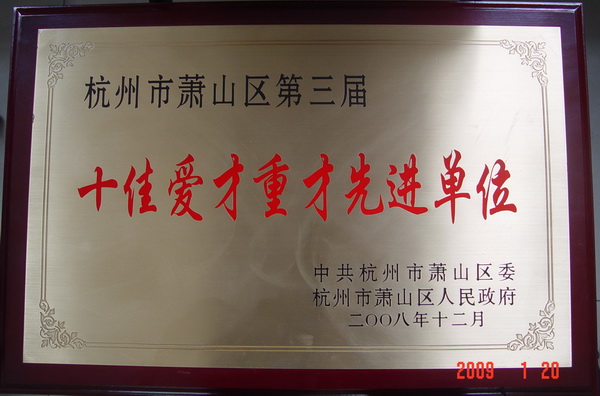 杭州市萧山区第三届
十佳爱才重才先进单位
中共杭州市萧山区委
杭州市萧山区人民政府
二〇〇八年十二月
2009 1 20